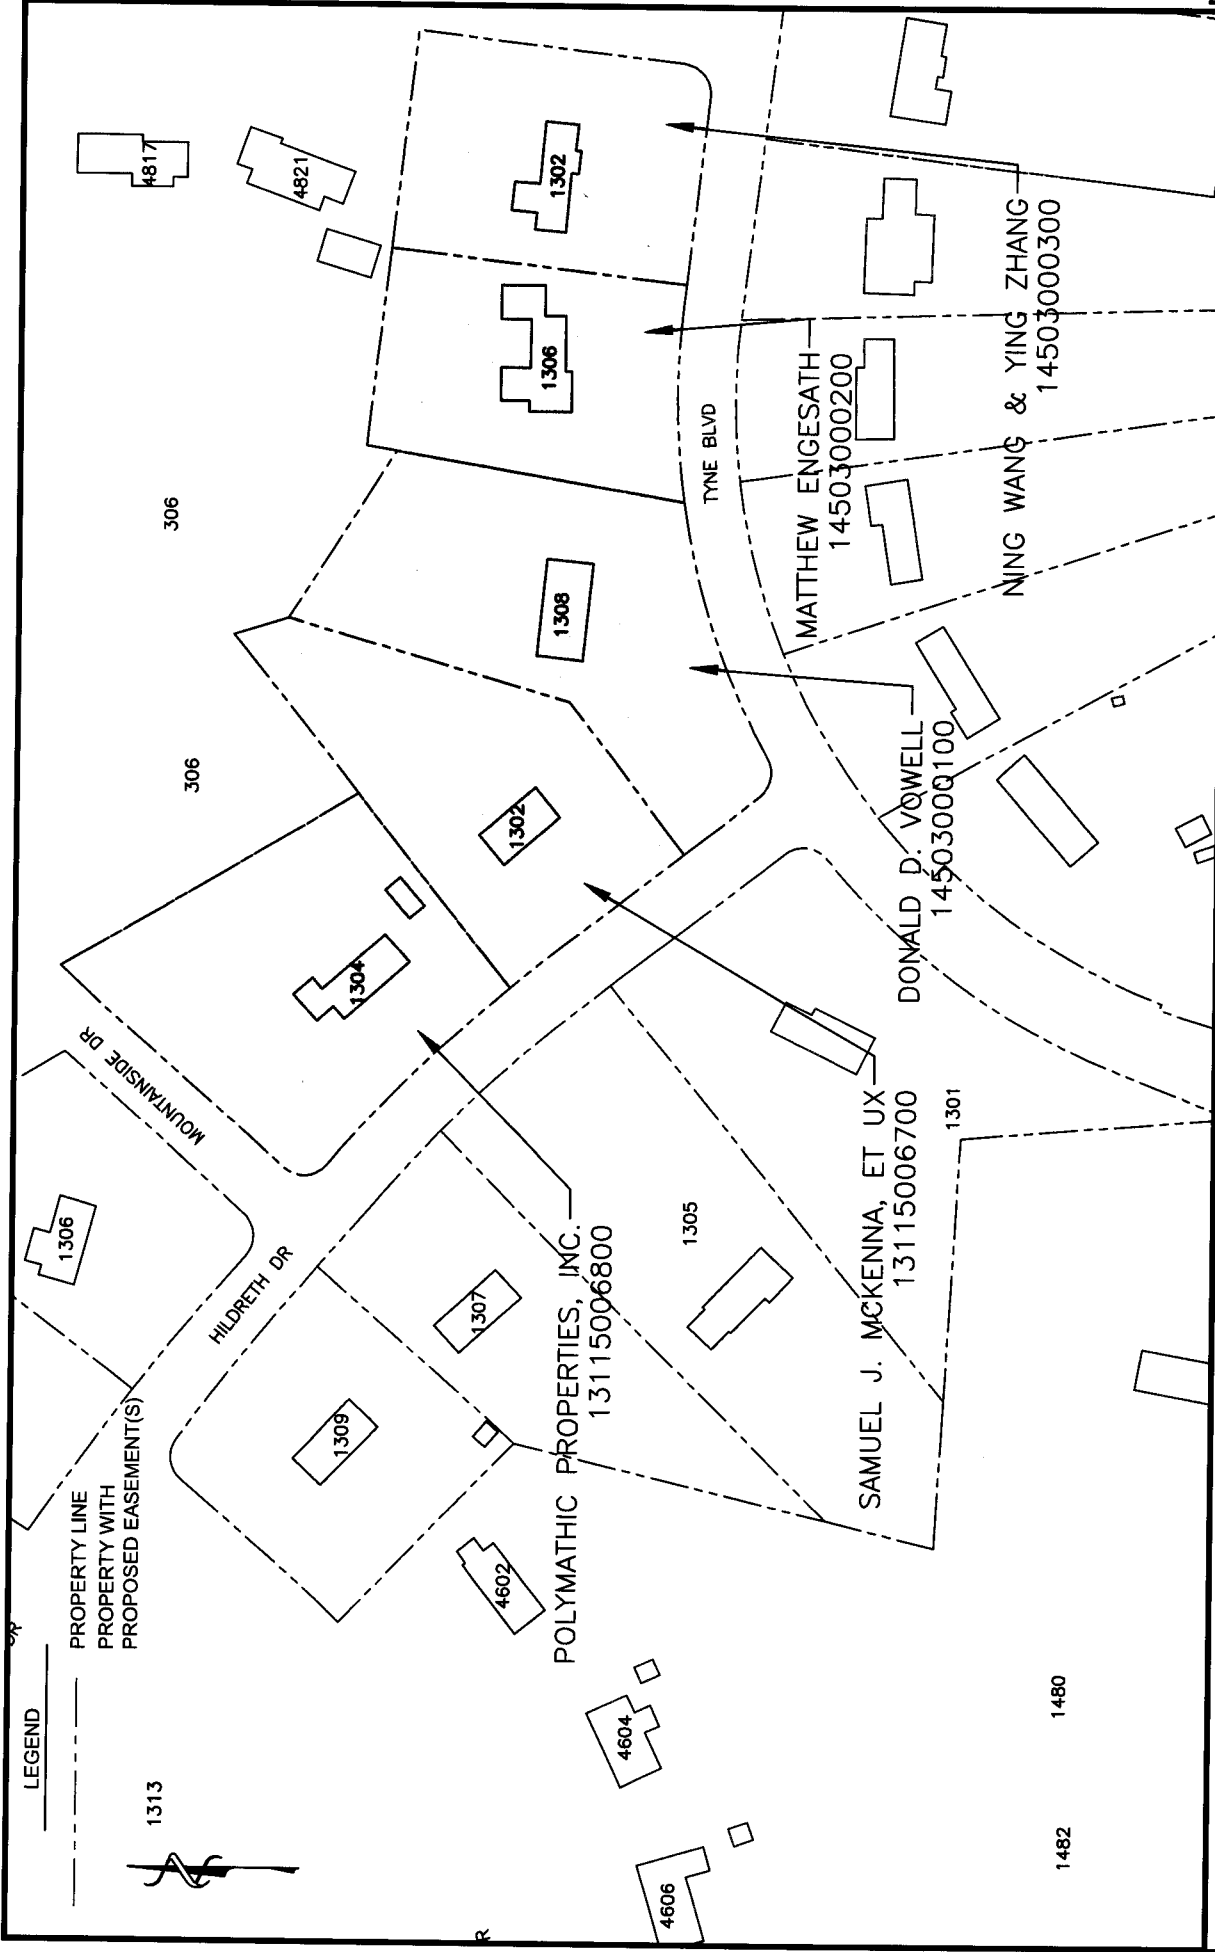 LEGEND
PROPERTY LINE
PROPERTY WITH
PROPOSED EASEMENT(S)
1313
1306
MOUNTAINSIDE DR
HILDRETH DR
306
306
4817
4821
1309
1307
1304
1302
1308
1306
1302
4602
4604
4606
TYNE BLVD
1305
1301
1480
1482
POLYMATHIC PROPERTIES, INC.
13115006800
SAMUEL J. MCKENNA, ET UX
13115006700
DONALD D. VOWELL
14503000100
MATTHEW ENGESATH
14503000200
NING WANG & YING ZHANG
14503000300
R